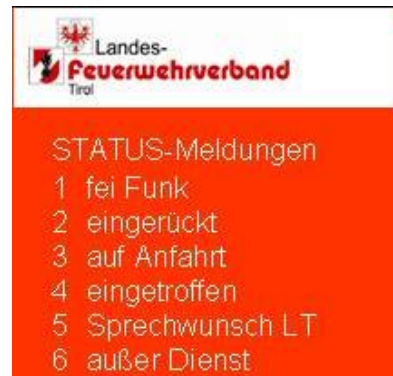 Landes-
Feuerwehrverband
Tirol
STATUS-Meldungen
1 fei Funk
2 eingerückt
3 auf Anfahrt
4 eingetroffen
5 Sprechwunsch LT
6 außer Dienst